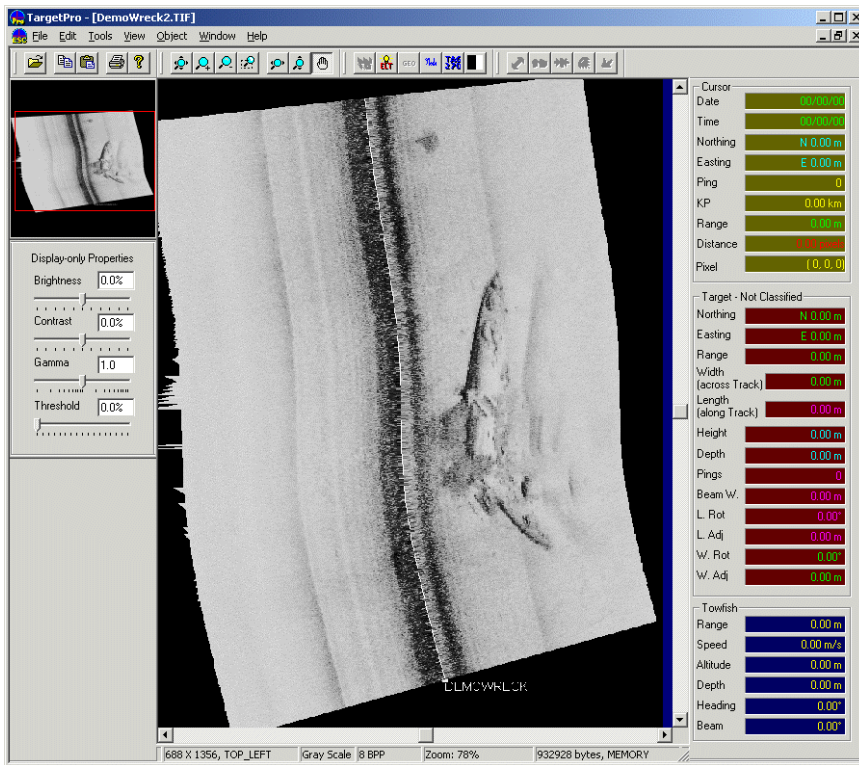 TargetPro - [DemoWreck2.TIF]
File Edit Tools View Object Window Help
GEO
Cursor
Date 00/00/00
Time 00/00/00
Northing N 0.00 m
Easting E 0.00 m
Ping 0
KP 0.00 km
Range 0.00 m
Distance 0.00 pixels
Pixel ( 0, 0, 0)
Display-only Properties
Brightness 0.0%
Contrast 0.0%
Gamma 1.0
Threshold 0.0%
Target - Not Classified
Northing N 0.00 m
Easting E 0.00 m
Range 0.00 m
Width
(across Track) 0.00 m
Length
(along Track) 0.00 m
Height 0.00 m
Depth 0.00 m
Pings 0
Beam W. 0.00 m
L. Rot 0.00°
L. Adj 0.00 m
W. Rot 0.00°
W. Adj 0.00 m
Towfish
Range 0.00 m
Speed 0.00 m/s
Altitude 0.00 m
Depth 0.00 m
Heading 0.00°
Beam 0.00°
DEMOWRECK
688 X 1356, TOP_LEFT Gray Scale 8 BPP Zoom: 78% 932928 bytes, MEMORY